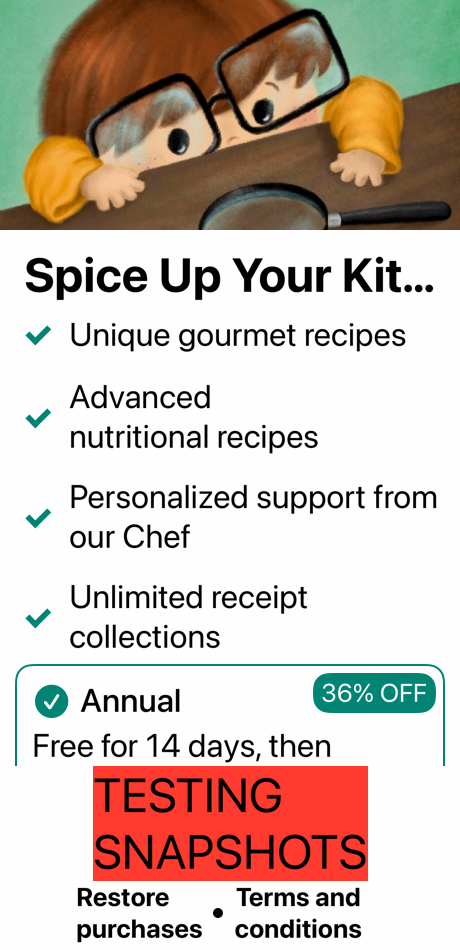 Spice Up Your Kit...
Unique gourmet recipes
Advanced
nutritional recipes
Personalized support from
our Chef
Unlimited receipt
collections
Annual
36% OFF
Free for 14 days, then
TESTING
SNAPSHOTS
Restore
purchases
•
Terms and
conditions